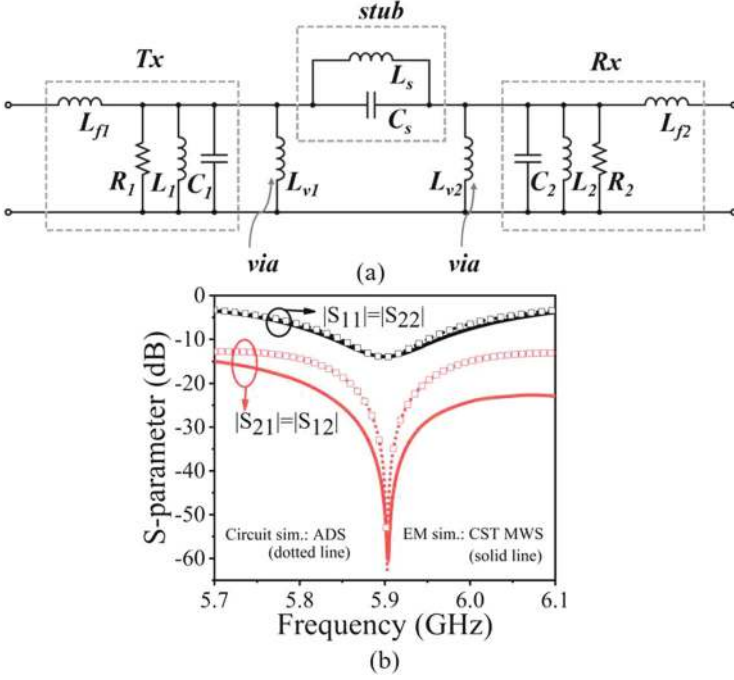 stub
Tx
Rx
L_s
C_s
L_f1
L_f2
R_1
L_1
C_1
L_v1
L_v2
C_2
L_2
R_2
via
via
(a)
0
-10
-20
-30
-40
-50
-60
S-parameter (dB)
|S11|=|S22|
|S21|=|S12|
Circuit sim.: ADS
(dotted line)
EM sim.: CST MWS
(solid line)
5.7
5.8
5.9
6.0
6.1
Frequency (GHz)
(b)